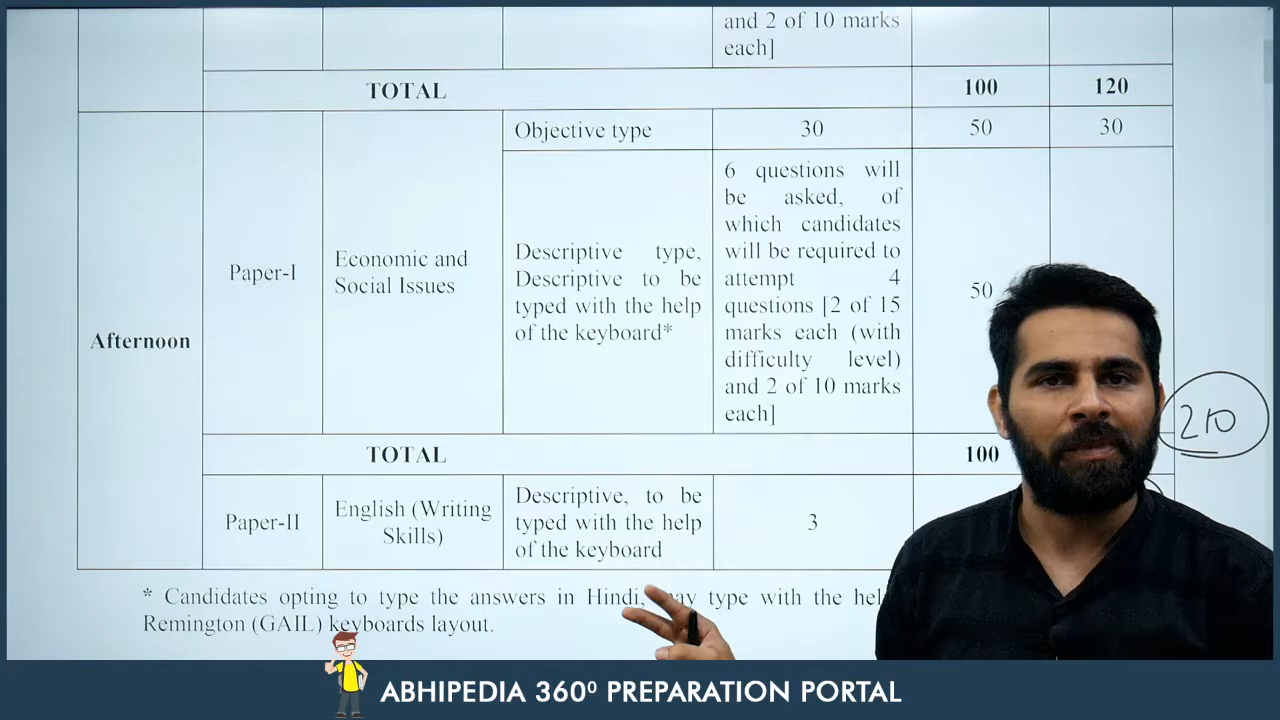 and 2 of 10 marks
each]
TOTAL 100 120
Objective type 30 50 30
Afternoon
Paper-I
Economic and
Social Issues
Descriptive type,
Descriptive to be
typed with the help
of the keyboard*
6 questions will
be asked, of
which candidates
will be required to
attempt 4
questions [2 of 15
marks each (with
difficulty level)
and 2 of 10 marks
each]
50
210
TOTAL 100
Paper-II
English (Writing
Skills)
Descriptive, to be
typed with the help
of the keyboard
3
* Candidates opting to type the answers in Hindi, may type with the
Remington (GAIL) keyboards layout.
ABHIPEDIA 360⁰ PREPARATION PORTAL